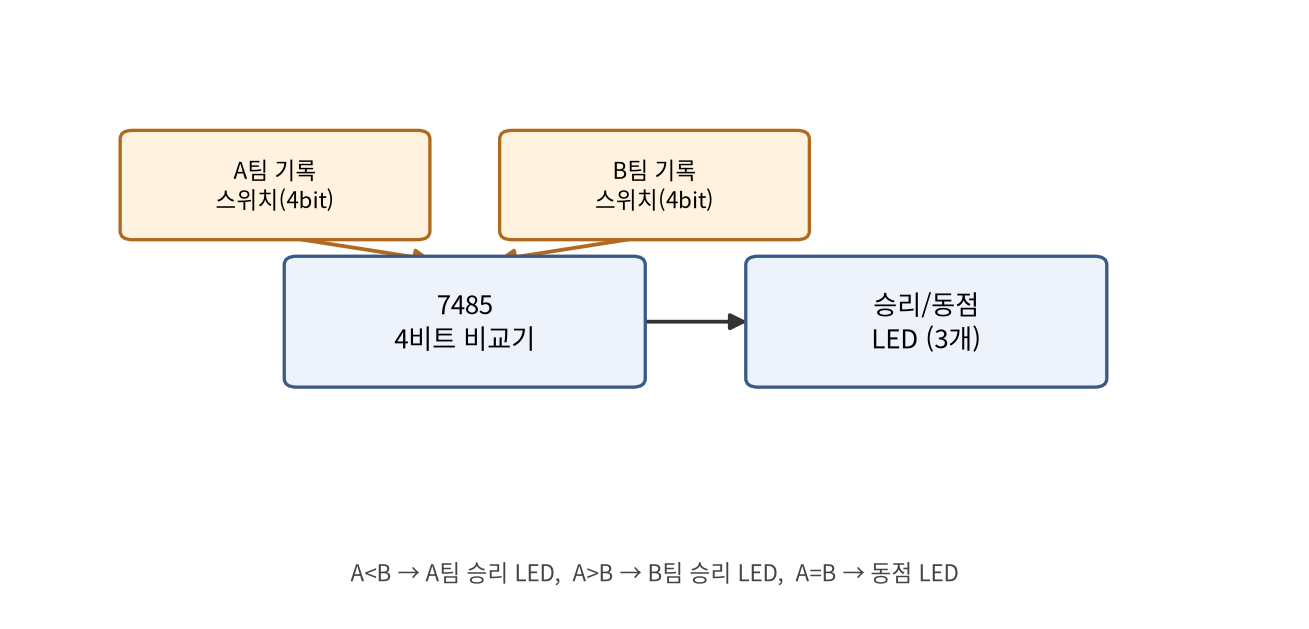 A팀 기록
스위치(4bit)
B팀 기록
스위치(4bit)
7485
4비트 비교기
승리/동점
LED (3개)
A<B → A팀 승리 LED,  A>B → B팀 승리 LED,  A=B → 동점 LED